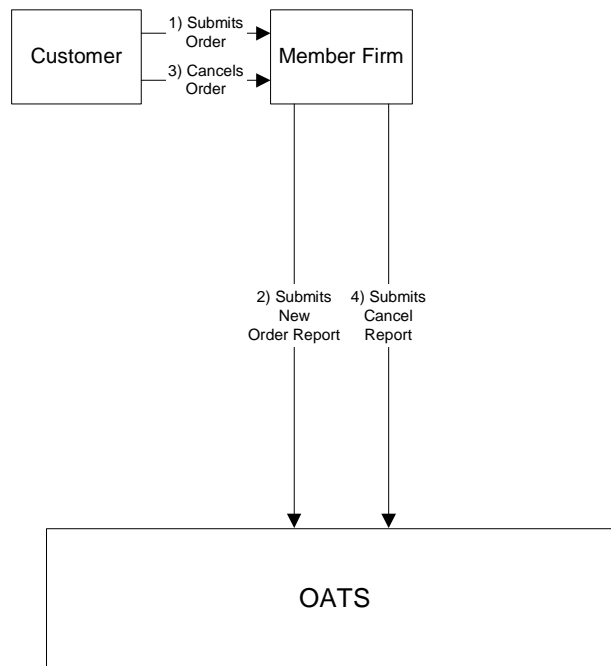 Customer
1) Submits
Order
3) Cancels
Order
Member Firm
2) Submits
New
Order Report
4) Submits
Cancel
Report
OATS